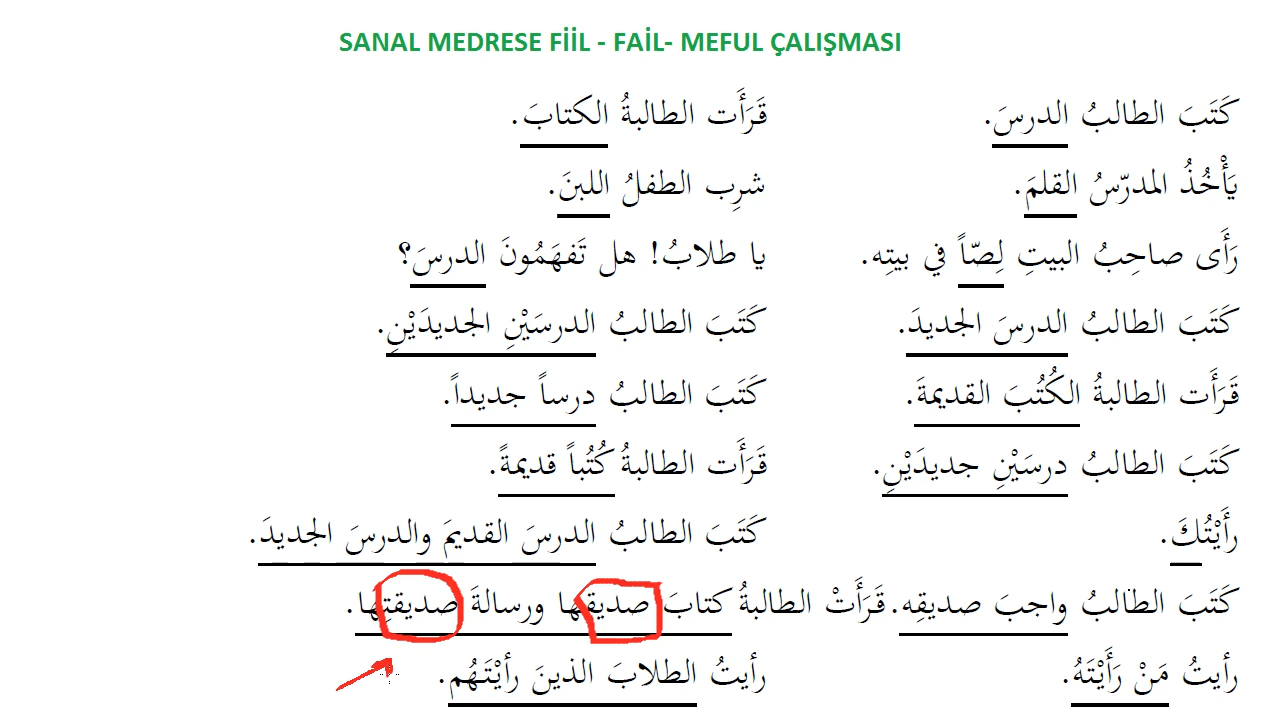 SANAL MEDRESE FİİL - FAİL- MEFUL ÇALIŞMASI
كَتَبَ الطالبُ الدرسَ. قَرَأَت الطالبةُ الكتابَ.
يَأْخُذُ المدرّسُ القلمَ. شرِب الطفلُ اللبنَ.
رَأَى صاحِبُ البيتِ لِصّاً في بيتِه. يا طلابُ! هل تَفهَمُونَ الدرسَ؟
كَتَبَ الطالبُ الدرسَ الجديدَ. كَتَبَ الطالبُ الدرسَيْنِ الجديدَيْنِ.
قَرَأَت الطالبةُ الكُتُبَ القديمةَ. كَتَبَ الطالبُ درساً جديداً.
كَتَبَ الطالبُ درسَيْنِ جديدَيْنِ. قَرَأَت الطالبةُ كُتُباً قديمةً.
رأَيْتُكَ. كَتَبَ الطالبُ الدرسَ القديمَ والدرسَ الجديدَ.
كَتَبَ الطالبُ واجبَ صديقِه. قَرَأَتْ الطالبةُ كتابَ صديقها ورسالةَ صديقتِها.
رأيتُ مَنْ رَأَيْتَهُ. رأيتُ الطلابَ الذينَ رأيْتَهُم.